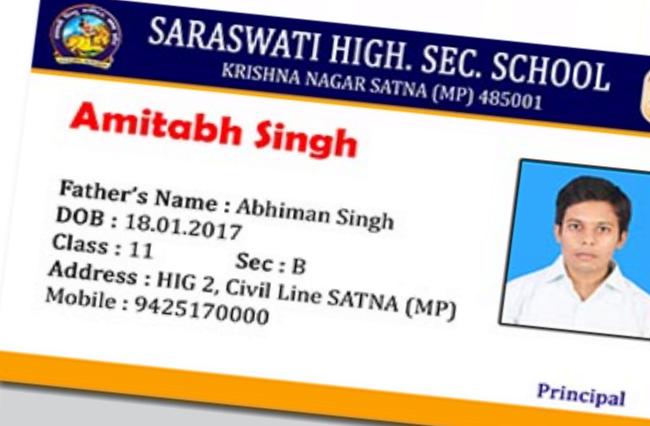 SARASWATI HIGH. SEC. SCHOOL
KRISHNA NAGAR SATNA (MP) 485001
Amitabh Singh
Father's Name : Abhiman Singh
DOB : 18.01.2017
Class : 11 Sec : B
Address : HIG 2, Civil Line SATNA (MP)
Mobile : 9425170000
Principal